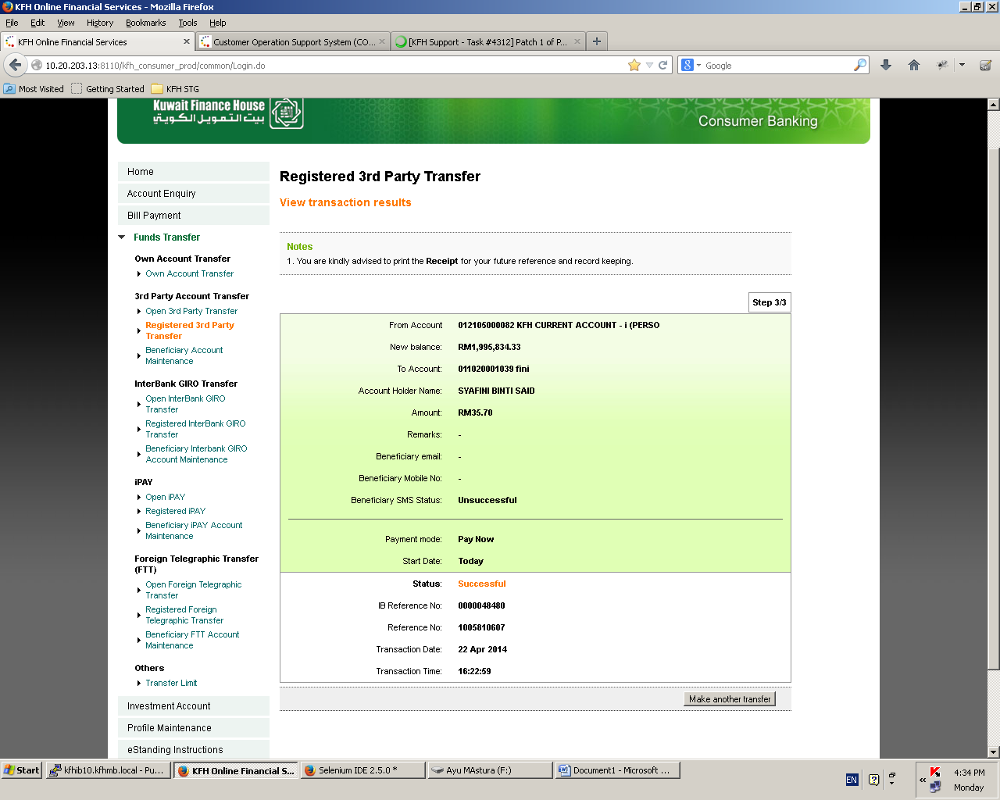 KFH Online Financial Services - Mozilla Firefox
File Edit View History Bookmarks Tools Help
KFH Online Financial Services
Customer Operation Support System (CO...
[KFH Support - Task #4312] Patch 1 of P...
10.20.203.13:8110/kfh_consumer_prod/common/Login.do
Google
Most Visited Getting Started KFH STG
Kuwait Finance House
بيت التمويل الكويتي
Consumer Banking
Home
Account Enquiry
Bill Payment
Funds Transfer
Own Account Transfer
Own Account Transfer
3rd Party Account Transfer
Open 3rd Party Transfer
Registered 3rd Party
Transfer
Beneficiary Account
Maintenance
InterBank GIRO Transfer
Open InterBank GIRO
Transfer
Registered InterBank GIRO
Transfer
Beneficiary Interbank GIRO
Account Maintenance
iPAY
Open iPAY
Registered iPAY
Beneficiary iPAY Account
Maintenance
Foreign Telegraphic Transfer
(FTT)
Open Foreign Telegraphic
Transfer
Registered Foreign
Telegraphic Transfer
Beneficiary FTT Account
Maintenance
Others
Transfer Limit
Investment Account
Profile Maintenance
eStanding Instructions
Registered 3rd Party Transfer
View transaction results
Notes
1. You are kindly advised to print the Receipt for your future reference and record keeping.
Step 3/3
From Account 012105000082 KFH CURRENT ACCOUNT - i (PERSO
New balance: RM1,995,834.33
To Account: 011020001039 fini
Account Holder Name: SYAFINI BINTI SAID
Amount: RM35.70
Remarks: -
Beneficiary email: -
Beneficiary Mobile No: -
Beneficiary SMS Status: Unsuccessful
Payment mode: Pay Now
Start Date: Today
Status: Successful
IB Reference No: 0000048480
Reference No: 1005810607
Transaction Date: 22 Apr 2014
Transaction Time: 16:22:59
Make another transfer
Start
kfhib10.kfhmb.local - Pu...
KFH Online Financial S...
Selenium IDE 2.5.0 *
Ayu MAstura (F:)
Document1 - Microsoft ...
EN
4:34 PM
Monday